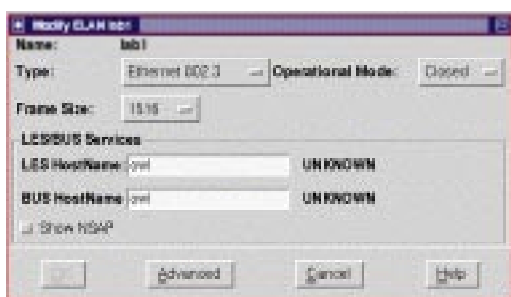 Modify ELAN lab1
Name: lab1
Type: Ethernet 802.3 Operational Mode: Closed
Frame Size: 1516
LES/BUS Services
LES HostName: UNKNOWN
BUS HostName: UNKNOWN
Show NSAP
Advanced Cancel Help